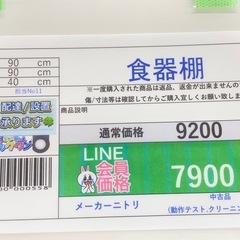 90 cm
90 cm
40 cm
担当No11
食器棚
※一度購入された商品は返品、返金が出来ませんの
傷/寸法等は確認してからご購入宜しくお願い致しま
配達/設置
承ります
商品説明
通常価格 9200
LINE
会員
価格
7900
メーカーニトリ
中古品
(動作テスト,クリーニン
00-000558